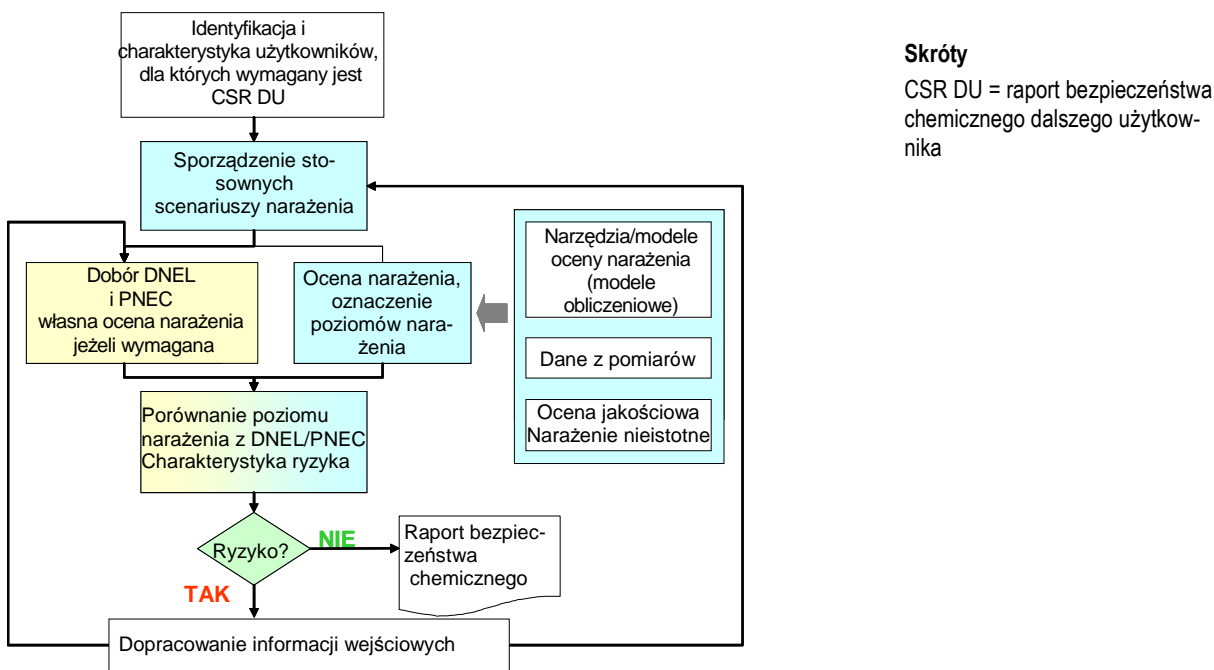 Identyfikacja i
charakterystyka użytkowników,
dla których wymagany jest
CSR DU
Skróty
CSR DU = raport bezpieczeństwa
chemicznego dalszego użytkow-
nika
Sporządzenie sto-
sownych
scenariuszy narażenia
Dobór DNEL
i PNEC
własna ocena narażenia
jeżeli wymagana
Ocena narażenia,
oznaczenie
poziomów nara-
żenia
Narzędzia/modele
oceny narażenia
(modele
obliczeniowe)
Dane z pomiarów
Ocena jakościowa
Narażenie nieistotne
Porównanie poziomu
narażenia z DNEL/PNEC
Charakterystyka ryzyka
Ryzyko?
NIE
Raport bezpiec-
zeństwa
chemicznego
TAK
Dopracowanie informacji wejściowych